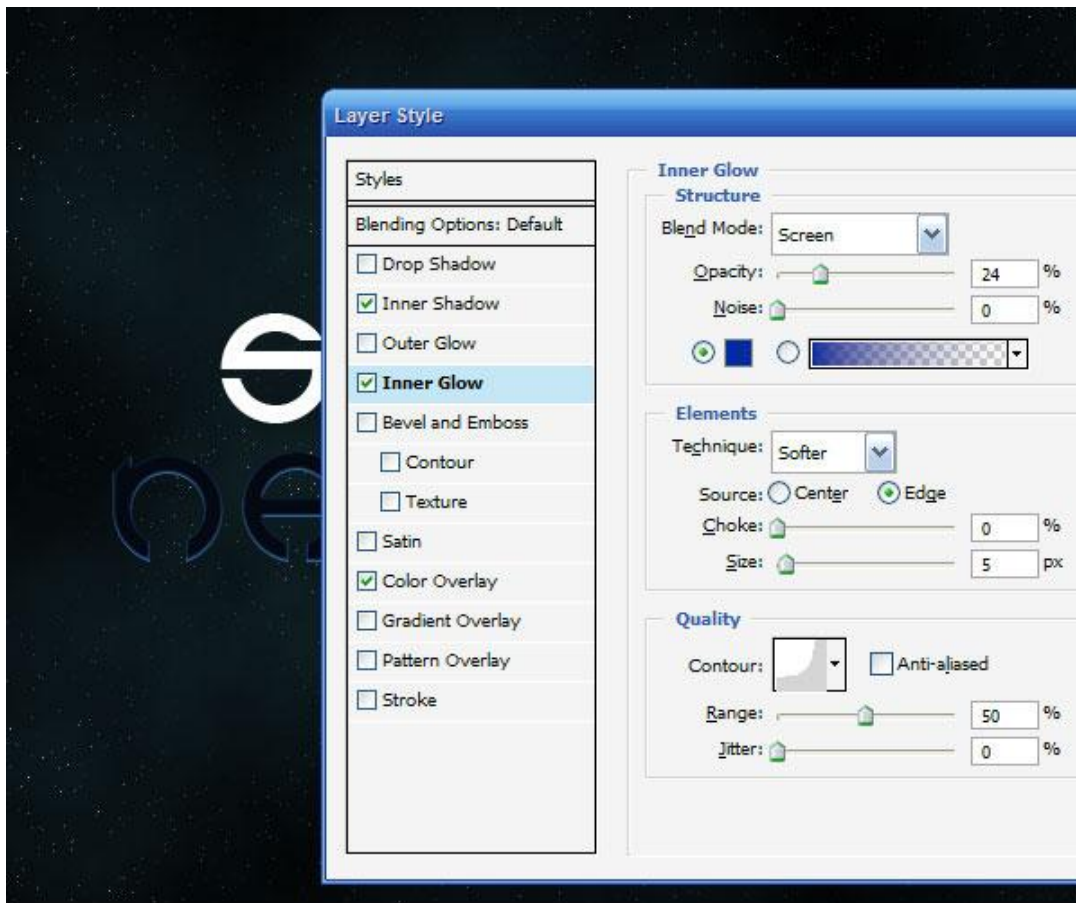 Layer Style
Styles
Blending Options: Default
Drop Shadow
Inner Shadow
Outer Glow
Inner Glow
Bevel and Emboss
Contour
Texture
Satin
Color Overlay
Gradient Overlay
Pattern Overlay
Stroke
Inner Glow
Structure
Blend Mode: Screen
Opacity: 24 %
Noise: 0 %
Elements
Technique: Softer
Source: Center Edge
Choke: 0 %
Size: 5 px
Quality
Contour: Anti-aliased
Range: 50 %
Jitter: 0 %
s
ne